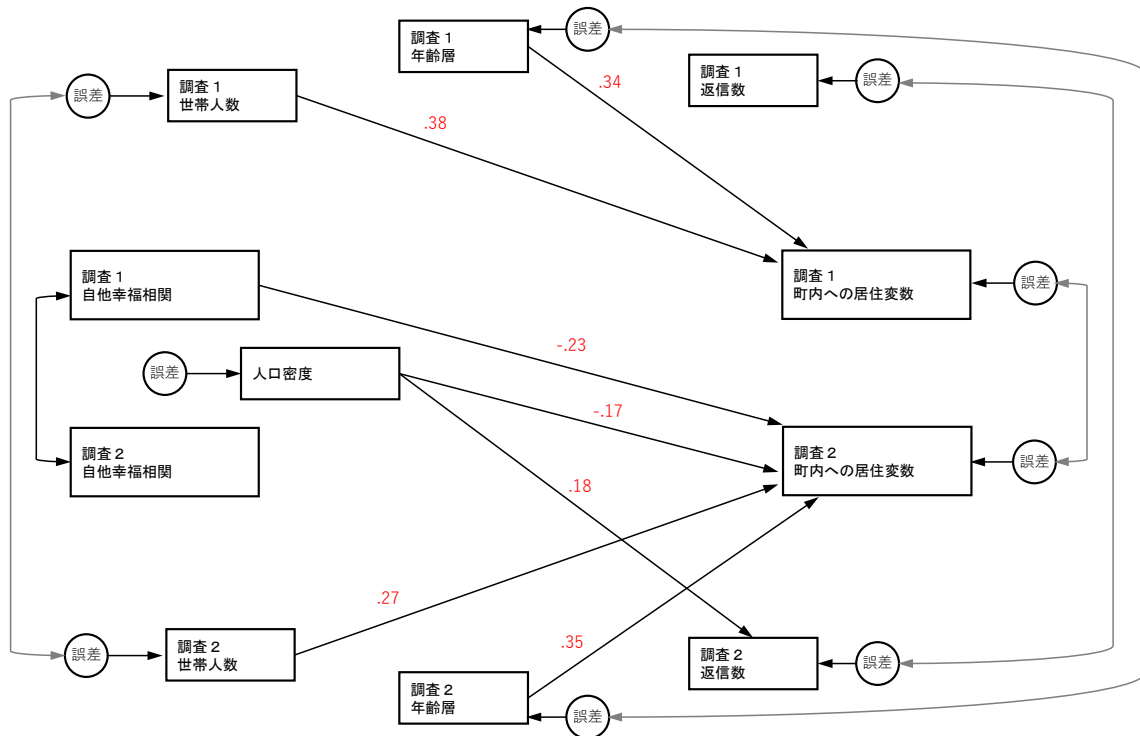 調査１
年齢層
誤差
調査１
返信数
誤差
誤差
調査１
世帯人数
.34
.38
調査１
自他幸福相関
調査１
町内への居住変数
誤差
-.23
誤差
人口密度
-.17
調査２
自他幸福相関
調査２
町内への居住変数
誤差
.18
.27
.35
誤差
調査２
世帯人数
調査２
返信数
誤差
調査２
年齢層
誤差